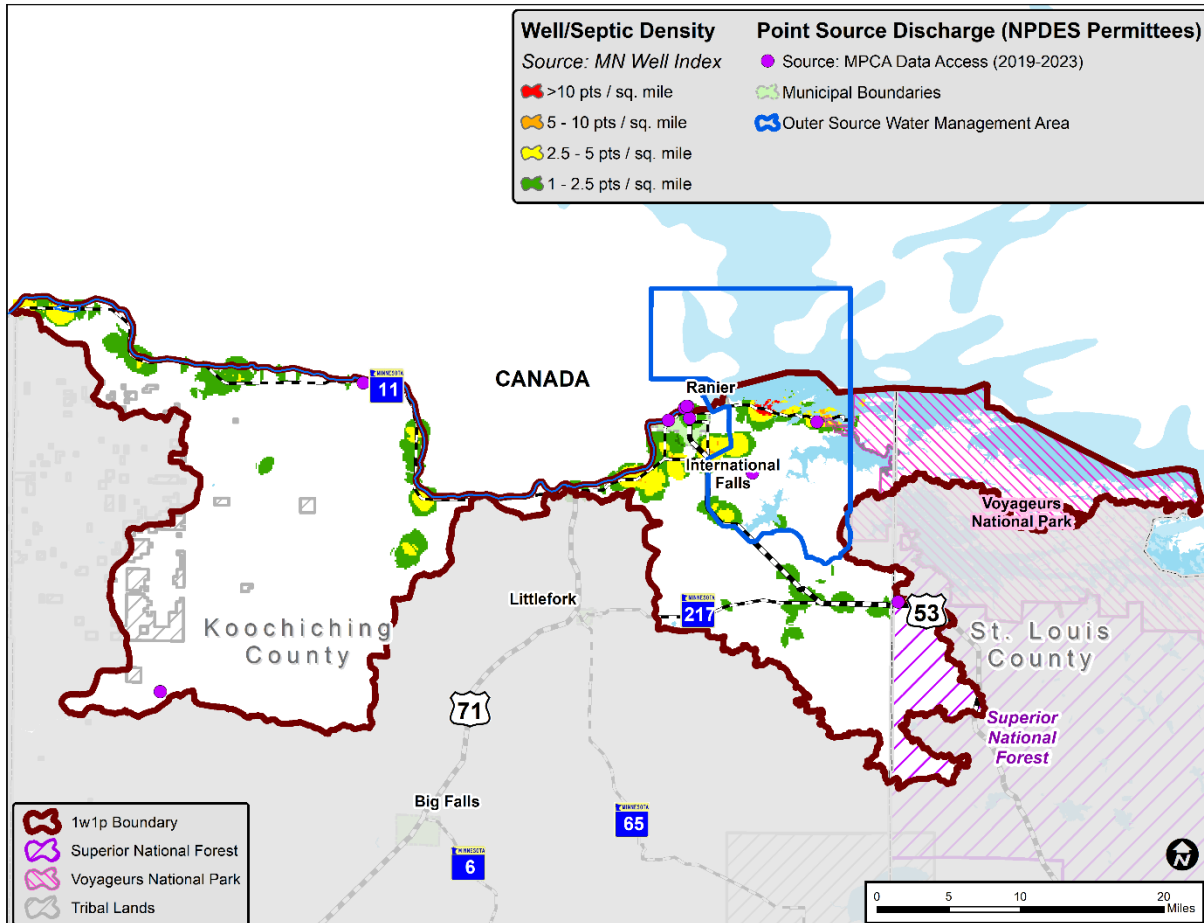 Well/Septic Density
Source: MN Well Index
>10 pts / sq. mile
5 - 10 pts / sq. mile
2.5 - 5 pts / sq. mile
1 - 2.5 pts / sq. mile
Point Source Discharge (NPDES Permittees)
Source: MPCA Data Access (2019-2023)
Municipal Boundaries
Outer Source Water Management Area
MINNESOTA
11
CANADA
Ranier
International
Falls
Voyageurs
National Park
Littlefork
MINNESOTA
217
53
Koochiching
County
St. Louis
County
71
Superior
National
Forest
Big Falls
MINNESOTA
65
MINNESOTA
6
1w1p Boundary
Superior National Forest
Voyageurs National Park
Tribal Lands
N
0 5 10 20
Miles